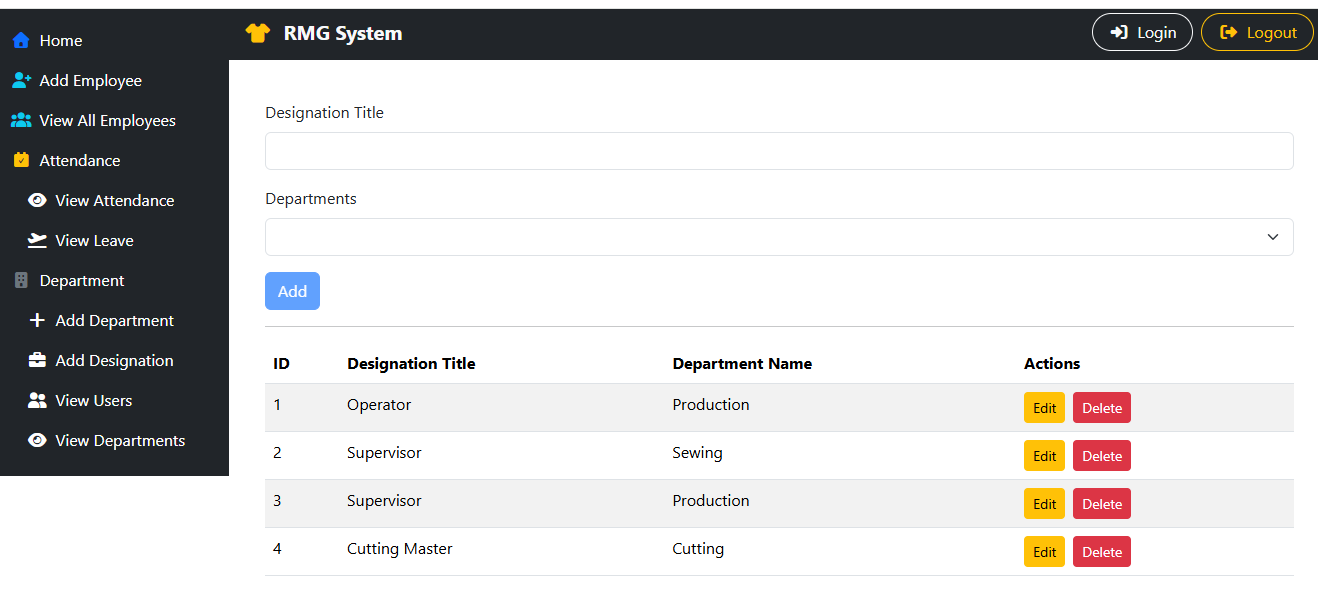 Home
Add Employee
View All Employees
Attendance
View Attendance
View Leave
Department
Add Department
Add Designation
View Users
View Departments
RMG System
Login
Logout
Designation Title
Departments
Add
ID Designation Title Department Name Actions
1 Operator Production Edit Delete
2 Supervisor Sewing Edit Delete
3 Supervisor Production Edit Delete
4 Cutting Master Cutting Edit Delete